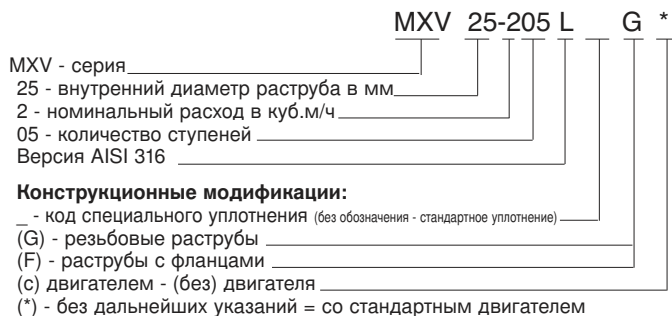 MXV 25-205 L G *
MXV - серия
25 - внутренний диаметр раструба в мм
2 - номинальный расход в куб.м/ч
05 - количество ступеней
Версия AISI 316
Конструкционные модификации:
_ - код специального уплотнения (без обозначения - стандартное уплотнение)
(G) - резьбовые раструбы
(F) - раструбы с фланцами
(с) двигателем - (без) двигателя
(*) - без дальнейших указаний = со стандартным двигателем